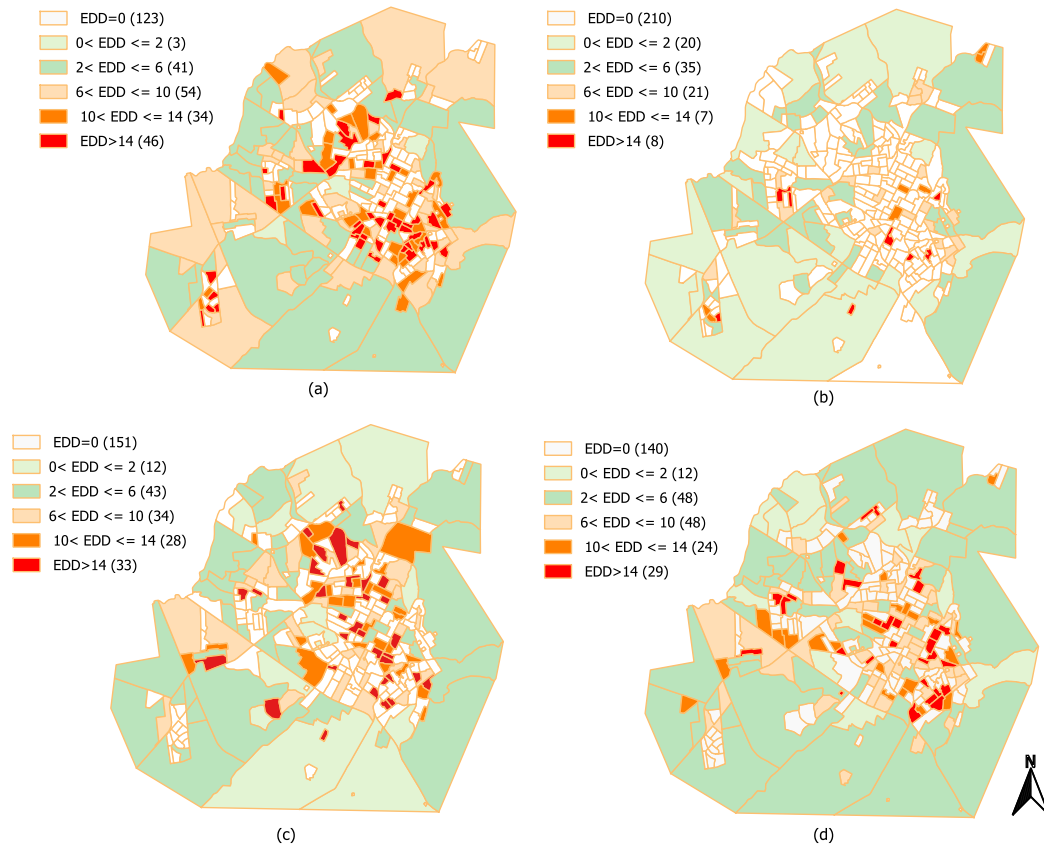 EDD=0 (123)
0< EDD <= 2 (3)
2< EDD <= 6 (41)
6< EDD <= 10 (54)
10< EDD <= 14 (34)
EDD>14 (46)
(a)
EDD=0 (210)
0< EDD <= 2 (20)
2< EDD <= 6 (35)
6< EDD <= 10 (21)
10< EDD <= 14 (7)
EDD>14 (8)
(b)
EDD=0 (151)
0< EDD <= 2 (12)
2< EDD <= 6 (43)
6< EDD <= 10 (34)
10< EDD <= 14 (28)
EDD>14 (33)
(c)
EDD=0 (140)
0< EDD <= 2 (12)
2< EDD <= 6 (48)
6< EDD <= 10 (48)
10< EDD <= 14 (24)
EDD>14 (29)
(d)
N